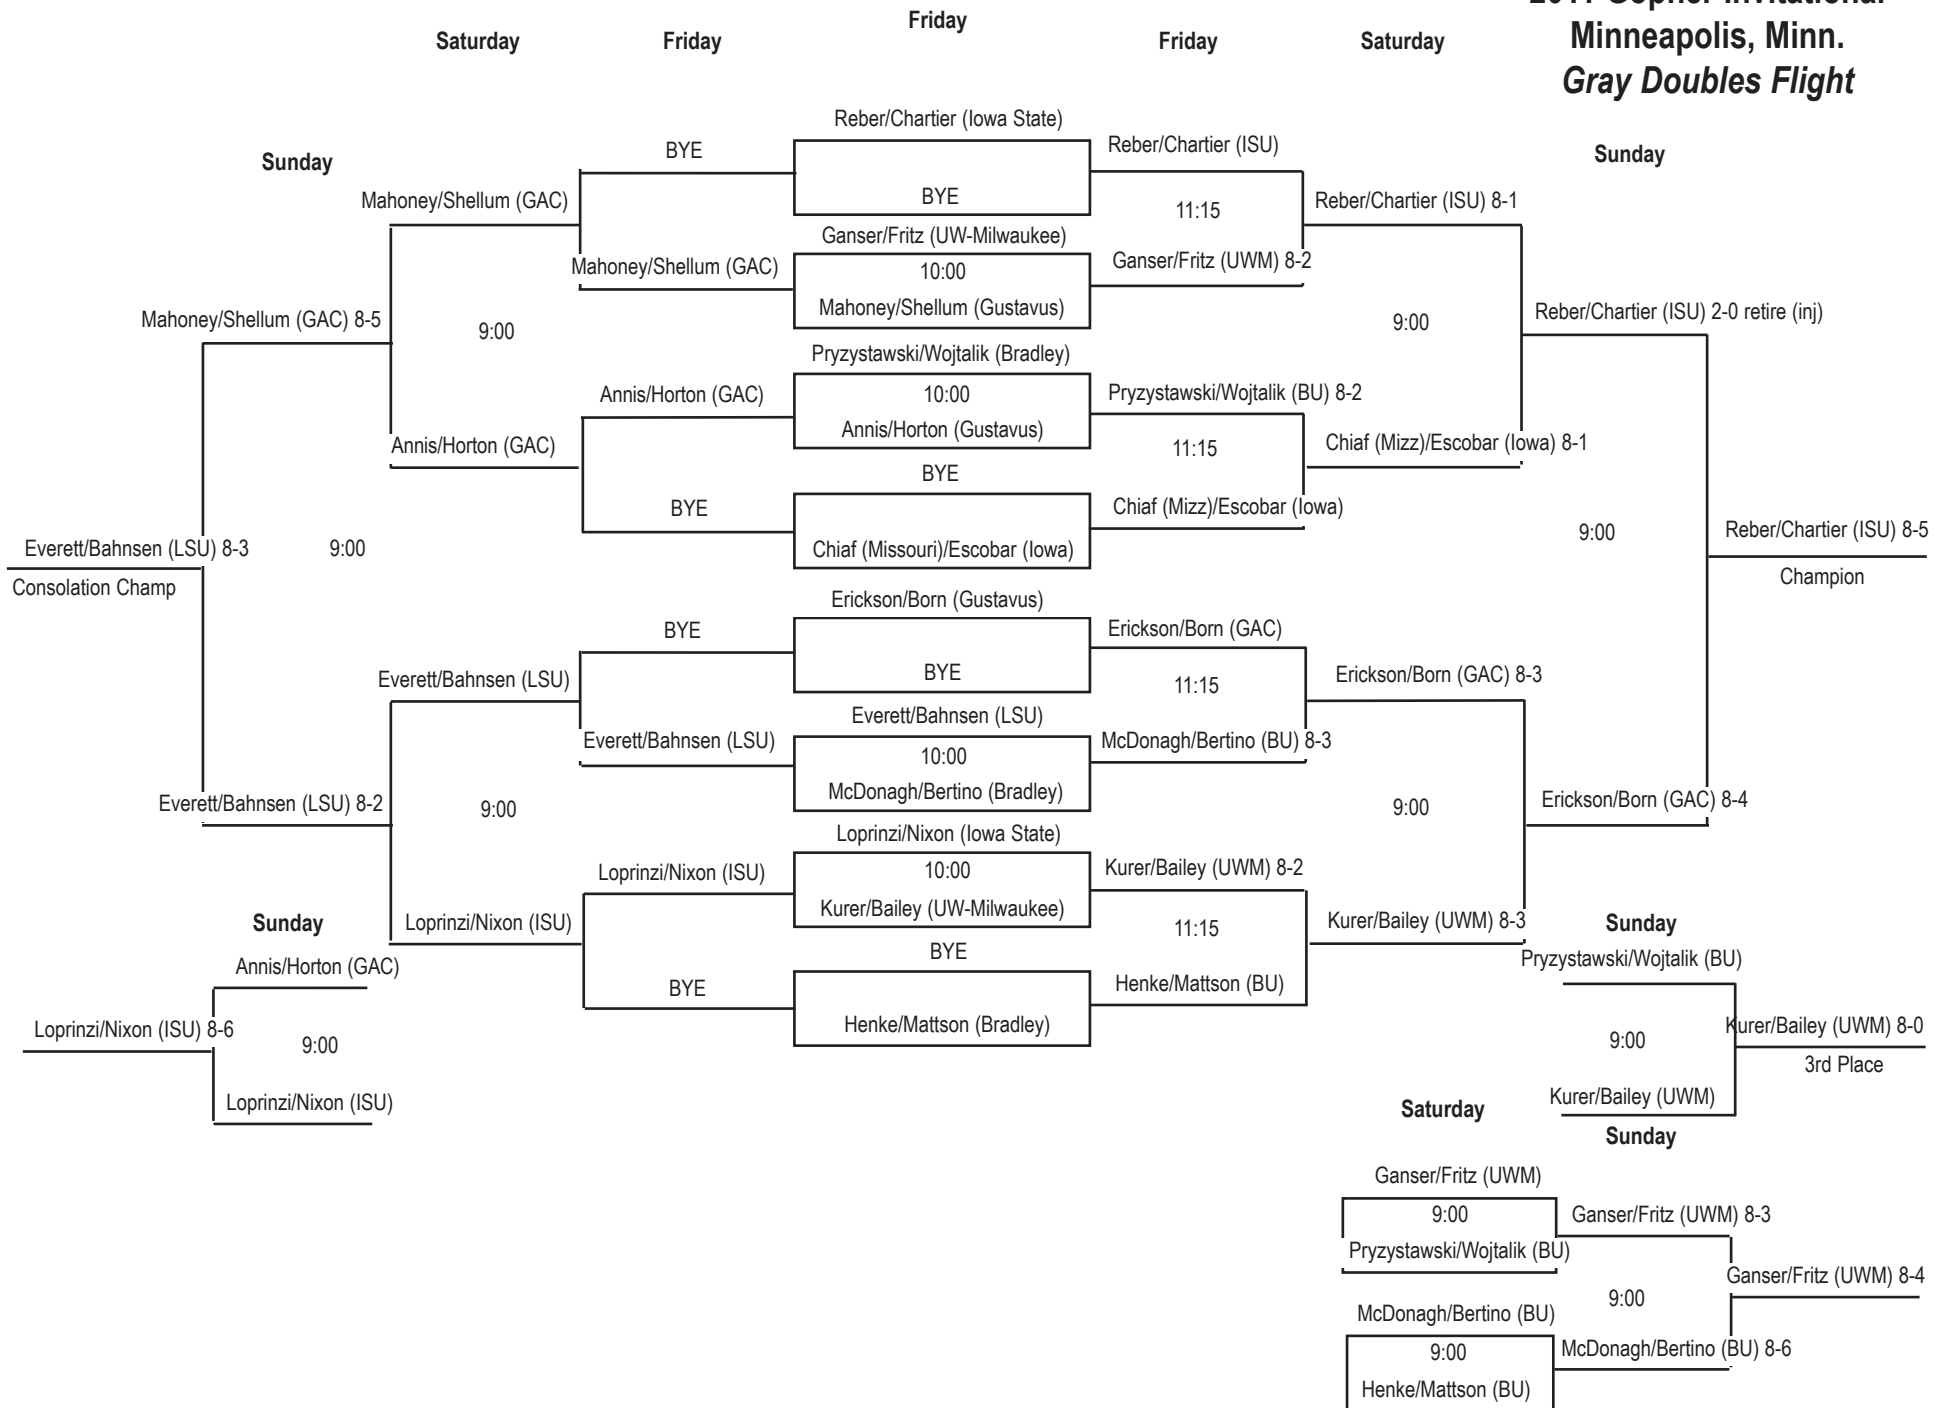 Friday
Saturday
Friday
Friday
Saturday
Minneapolis, Minn.
Gray Doubles Flight
Sunday
Mahoney/Shellum (GAC) 8-5
Everett/Bahnsen (LSU) 8-3
9:00
Consolation Champ
Everett/Bahnsen (LSU) 8-2
Mahoney/Shellum (GAC)
9:00
Annis/Horton (GAC)
Everett/Bahnsen (LSU)
9:00
Loprinzi/Nixon (ISU)
BYE
Mahoney/Shellum (GAC)
Annis/Horton (GAC)
BYE
BYE
Everett/Bahnsen (LSU)
Loprinzi/Nixon (ISU)
BYE
Reber/Chartier (Iowa State)
BYE
Ganser/Fritz (UW-Milwaukee)
10:00
Mahoney/Shellum (Gustavus)
Pryzystawski/Wojtalik (Bradley)
10:00
Annis/Horton (Gustavus)
BYE
Chiaf (Missouri)/Escobar (Iowa)
Erickson/Born (Gustavus)
BYE
Everett/Bahnsen (LSU)
10:00
McDonagh/Bertino (Bradley)
Loprinzi/Nixon (Iowa State)
10:00
Kurer/Bailey (UW-Milwaukee)
BYE
Henke/Mattson (Bradley)
Reber/Chartier (ISU)
11:15
Ganser/Fritz (UWM) 8-2
Pryzystawski/Wojtalik (BU) 8-2
11:15
Chiaf (Mizz)/Escobar (Iowa)
Erickson/Born (GAC)
11:15
McDonagh/Bertino (BU) 8-3
Kurer/Bailey (UWM) 8-2
11:15
Henke/Mattson (BU)
Reber/Chartier (ISU) 8-1
9:00
Chiaf (Mizz)/Escobar (Iowa) 8-1
Erickson/Born (GAC) 8-3
9:00
Kurer/Bailey (UWM) 8-3
Sunday
Reber/Chartier (ISU) 2-0 retire (inj)
9:00
Reber/Chartier (ISU) 8-5
Champion
Erickson/Born (GAC) 8-4
Sunday
Annis/Horton (GAC)
Loprinzi/Nixon (ISU) 8-6
9:00
Loprinzi/Nixon (ISU)
Sunday
Pryzystawski/Wojtalik (BU)
Kurer/Bailey (UWM) 8-0
9:00
3rd Place
Kurer/Bailey (UWM)
Saturday
Sunday
Ganser/Fritz (UWM)
9:00
Ganser/Fritz (UWM) 8-3
Pryzystawski/Wojtalik (BU)
Ganser/Fritz (UWM) 8-4
9:00
McDonagh/Bertino (BU)
9:00
McDonagh/Bertino (BU) 8-6
Henke/Mattson (BU)